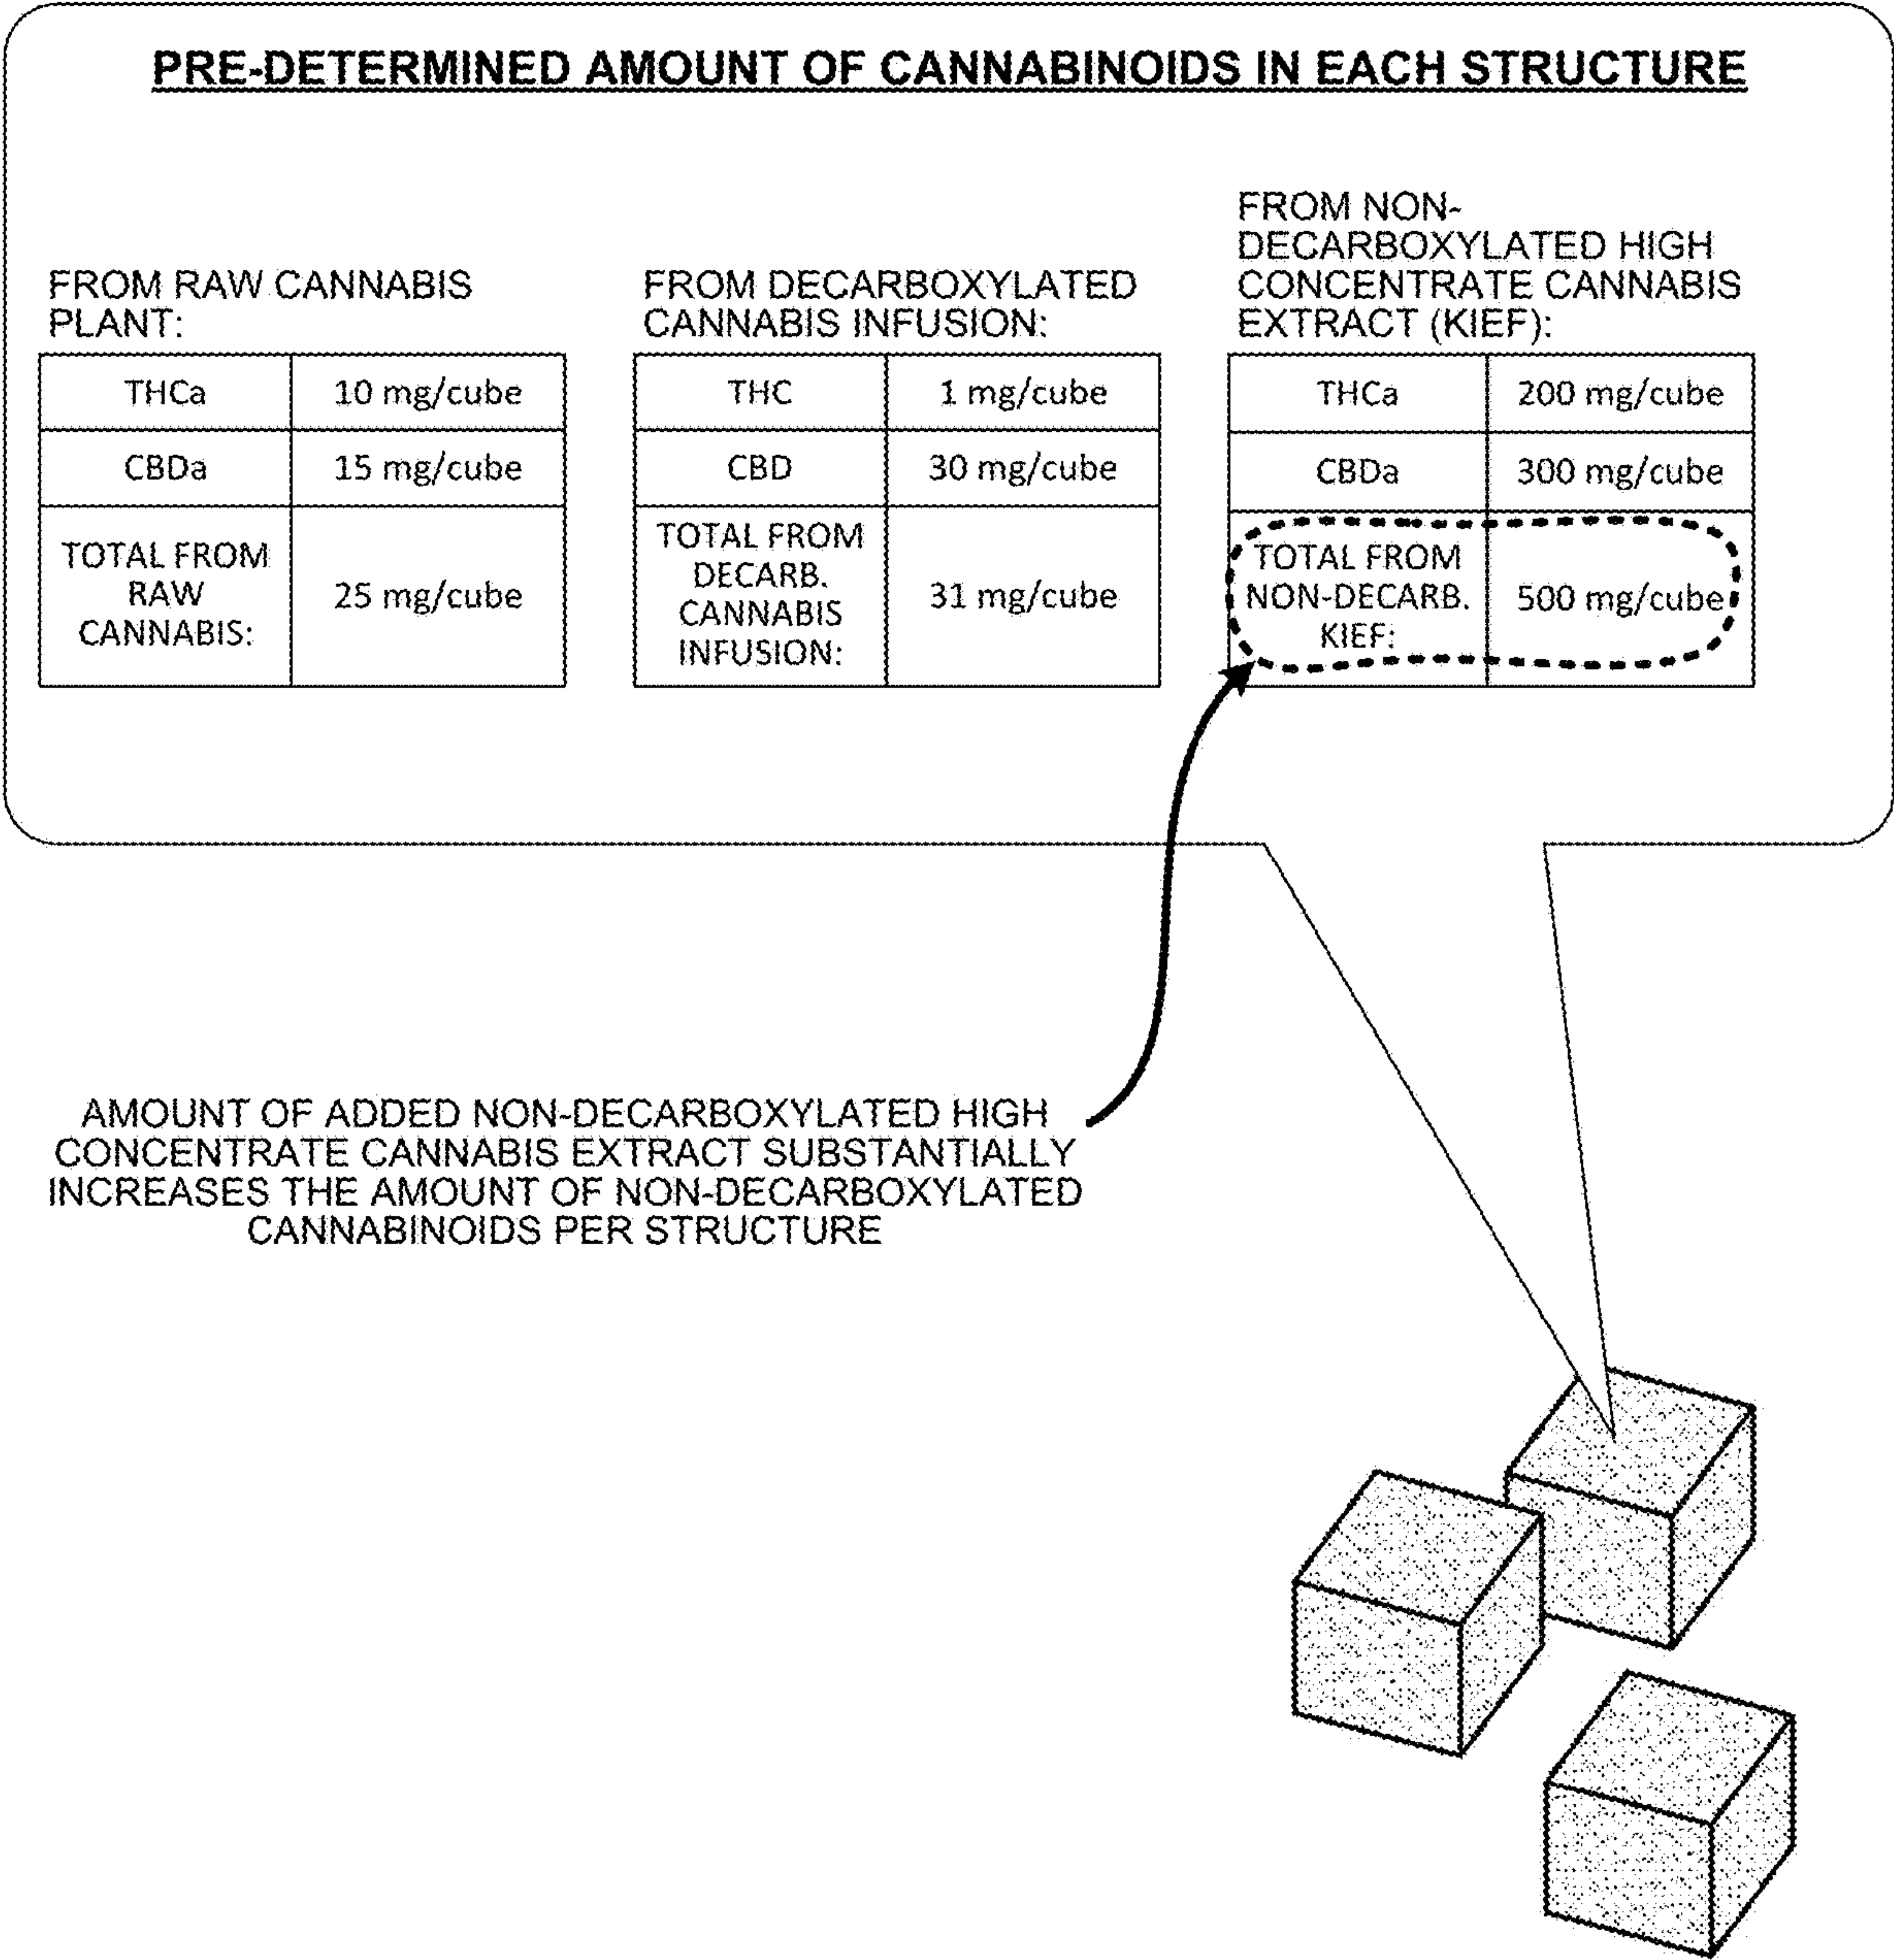 PRE-DETERMINED AMOUNT OF CANNABINOIDS IN EACH STRUCTURE
FROM RAW CANNABIS
PLANT:
THCa 10 mg/cube
CBDa 15 mg/cube
TOTAL FROM
RAW
CANNABIS:
25 mg/cube
FROM DECARBOXYLATED
CANNABIS INFUSION:
THC 1 mg/cube
CBD 30 mg/cube
TOTAL FROM
DECARB.
CANNABIS
INFUSION:
31 mg/cube
FROM NON-
DECARBOXYLATED HIGH
CONCENTRATE CANNABIS
EXTRACT (KIEF):
THCa 200 mg/cube
CBDa 300 mg/cube
TOTAL FROM
NON-DECARB.
KIEF:
500 mg/cube
AMOUNT OF ADDED NON-DECARBOXYLATED HIGH
CONCENTRATE CANNABIS EXTRACT SUBSTANTIALLY
INCREASES THE AMOUNT OF NON-DECARBOXYLATED
CANNABINOIDS PER STRUCTURE